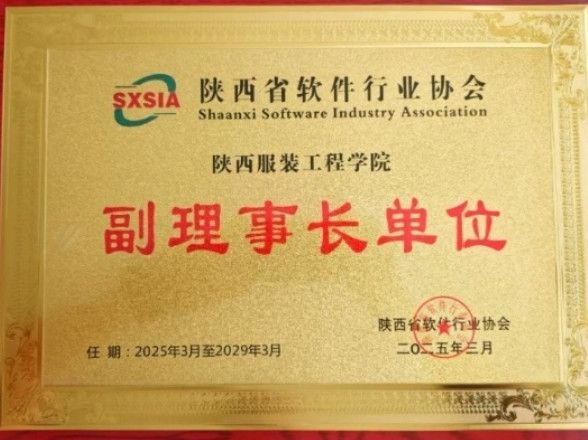 SXSIA
陕西省软件行业协会
Shaanxi Software Industry Association
陕西服装工程学院
副理事长单位
陕西省软件行业协会
任 期：2025年3月至2029年3月
二〇二五年三月